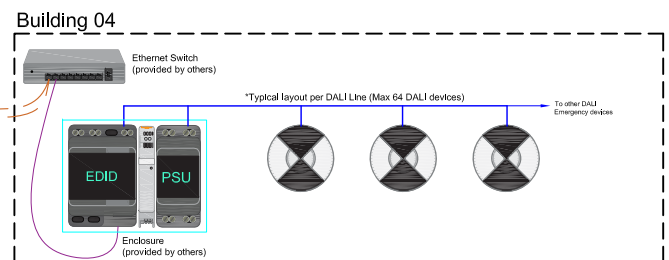 Building 04
Ethernet Switch
(provided by others)
*Typical layout per DALI Line (Max 64 DALI devices)
To other DALI
Emergency devices
EDID
PSU
Enclosure
(provided by others)